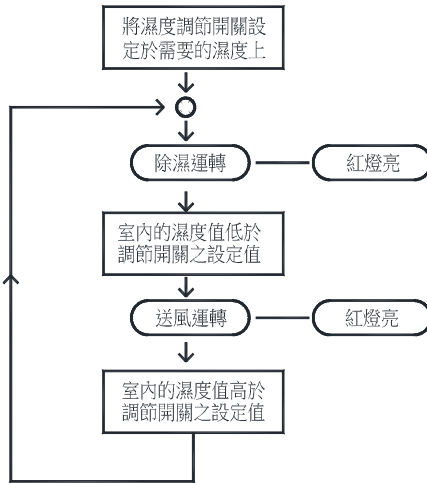 將濕度調節開關設
定於需要的濕度上
除濕運轉
紅燈亮
室內的濕度值低於
調節開關之設定值
送風運轉
紅燈亮
室內的濕度值高於
調節開關之設定值